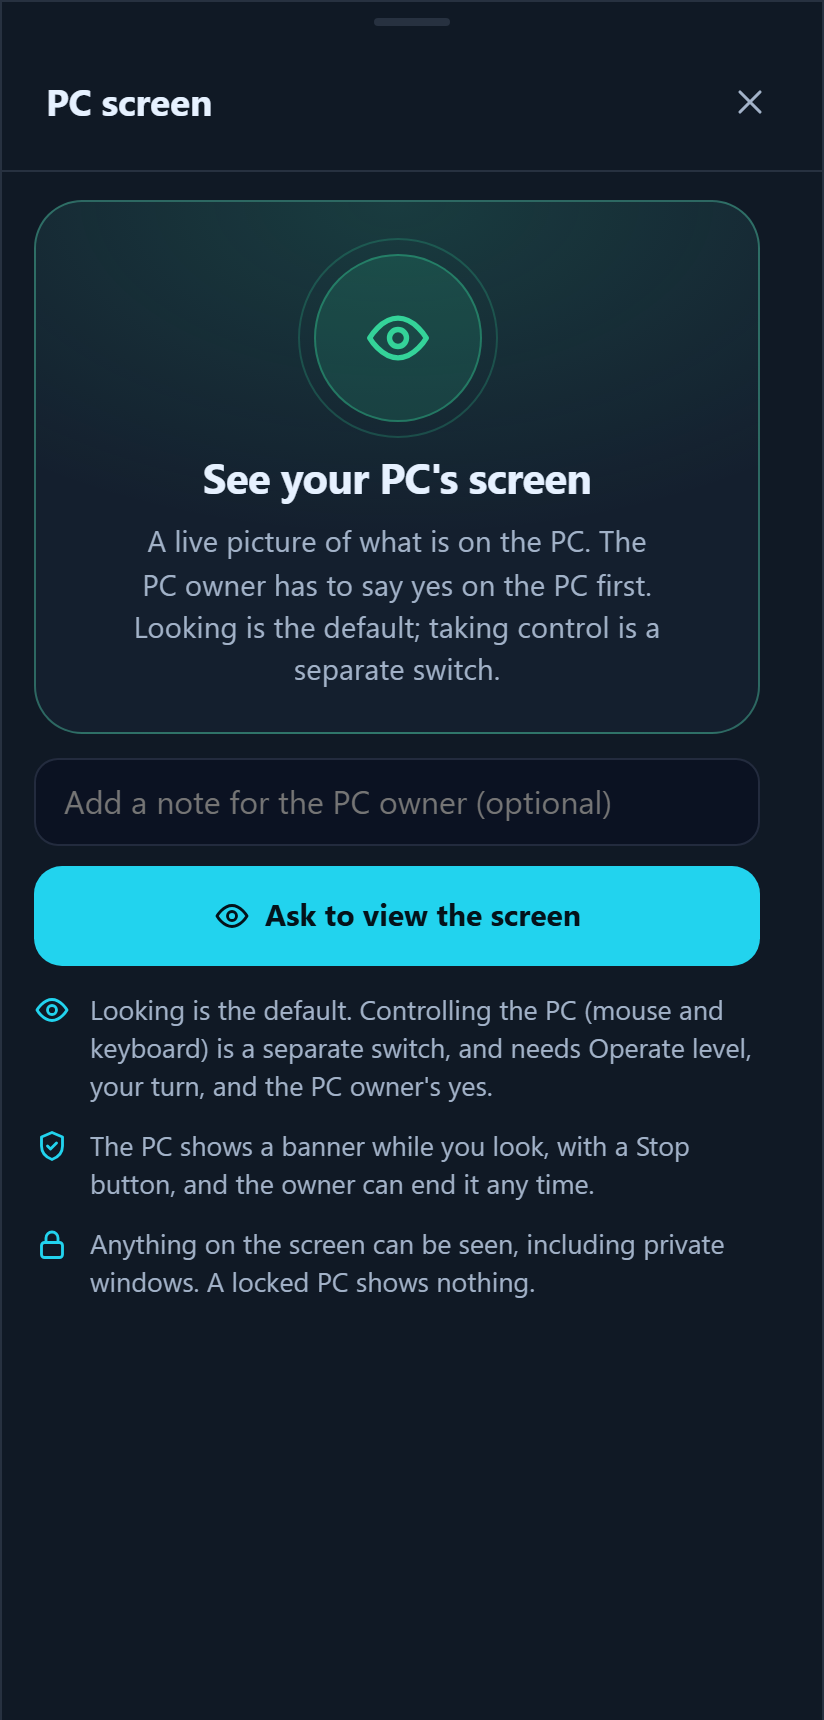 PC screen
See your PC's screen
A live picture of what is on the PC. The
PC owner has to say yes on the PC first.
Looking is the default; taking control is a
separate switch.
Add a note for the PC owner (optional)
Ask to view the screen
Looking is the default. Controlling the PC (mouse and
keyboard) is a separate switch, and needs Operate level,
your turn, and the PC owner's yes.
The PC shows a banner while you look, with a Stop
button, and the owner can end it any time.
Anything on the screen can be seen, including private
windows. A locked PC shows nothing.